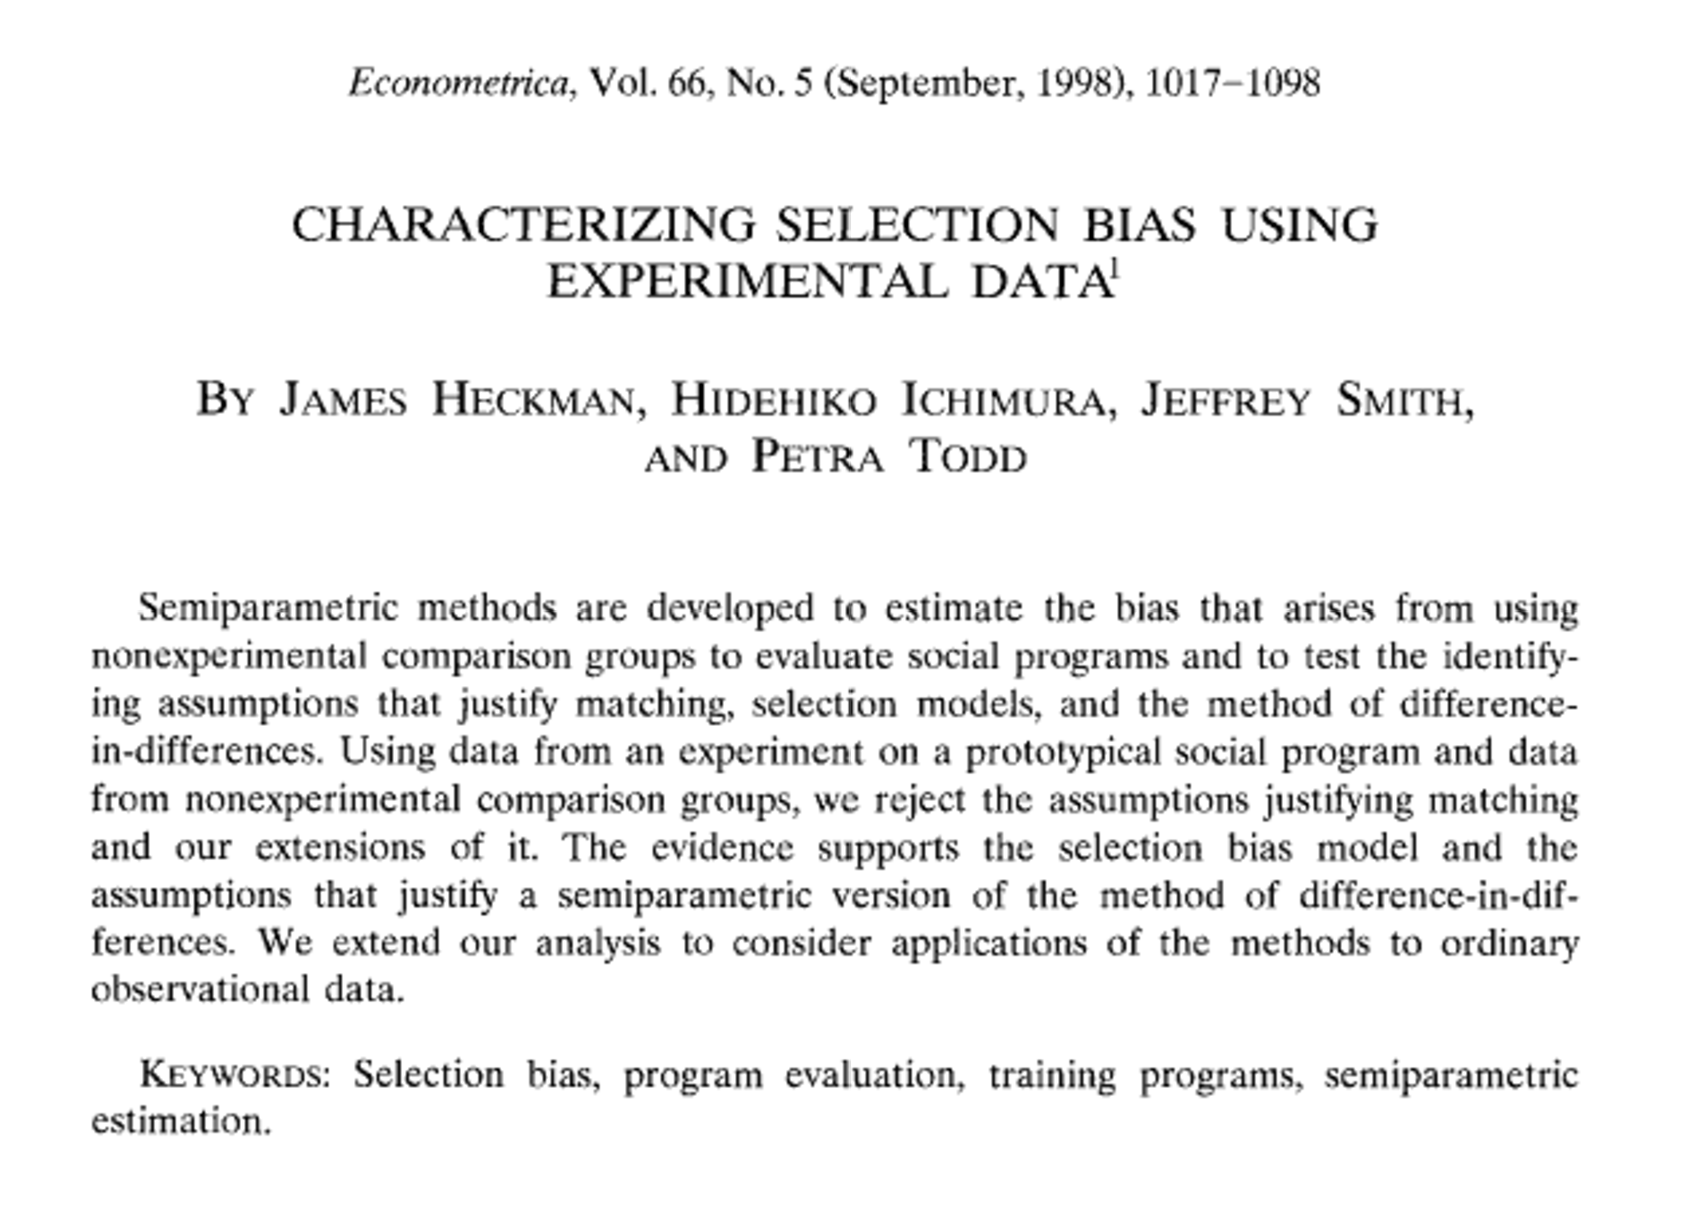 Econometrica, Vol. 66, No. 5 (September, 1998), 1017–1098
CHARACTERIZING SELECTION BIAS USING
EXPERIMENTAL DATA¹
BY JAMES HECKMAN, HIDEHIKO ICHIMURA, JEFFREY SMITH,
AND PETRA TODD
Semiparametric methods are developed to estimate the bias that arises from using
nonexperimental comparison groups to evaluate social programs and to test the identify-
ing assumptions that justify matching, selection models, and the method of difference-
in-differences. Using data from an experiment on a prototypical social program and data
from nonexperimental comparison groups, we reject the assumptions justifying matching
and our extensions of it. The evidence supports the selection bias model and the
assumptions that justify a semiparametric version of the method of difference-in-dif-
ferences. We extend our analysis to consider applications of the methods to ordinary
observational data.
KEYWORDS: Selection bias, program evaluation, training programs, semiparametric
estimation.